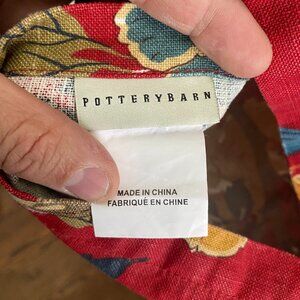 POTTERYBARN
MADE IN CHINA
FABRIQUÉ EN CHINE